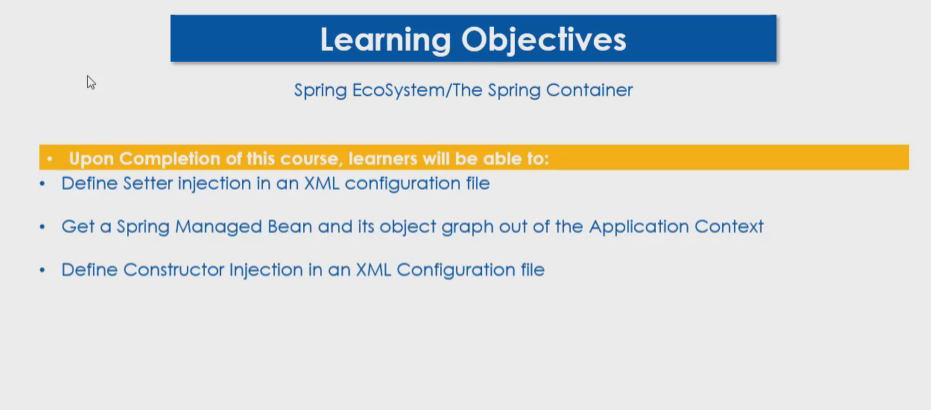 Learning Objectives
Spring EcoSystem/The Spring Container
• Upon Completion of this course, learners will be able to:
• Define Setter injection in an XML configuration file
• Get a Spring Managed Bean and its object graph out of the Application Context
• Define Constructor Injection in an XML Configuration file